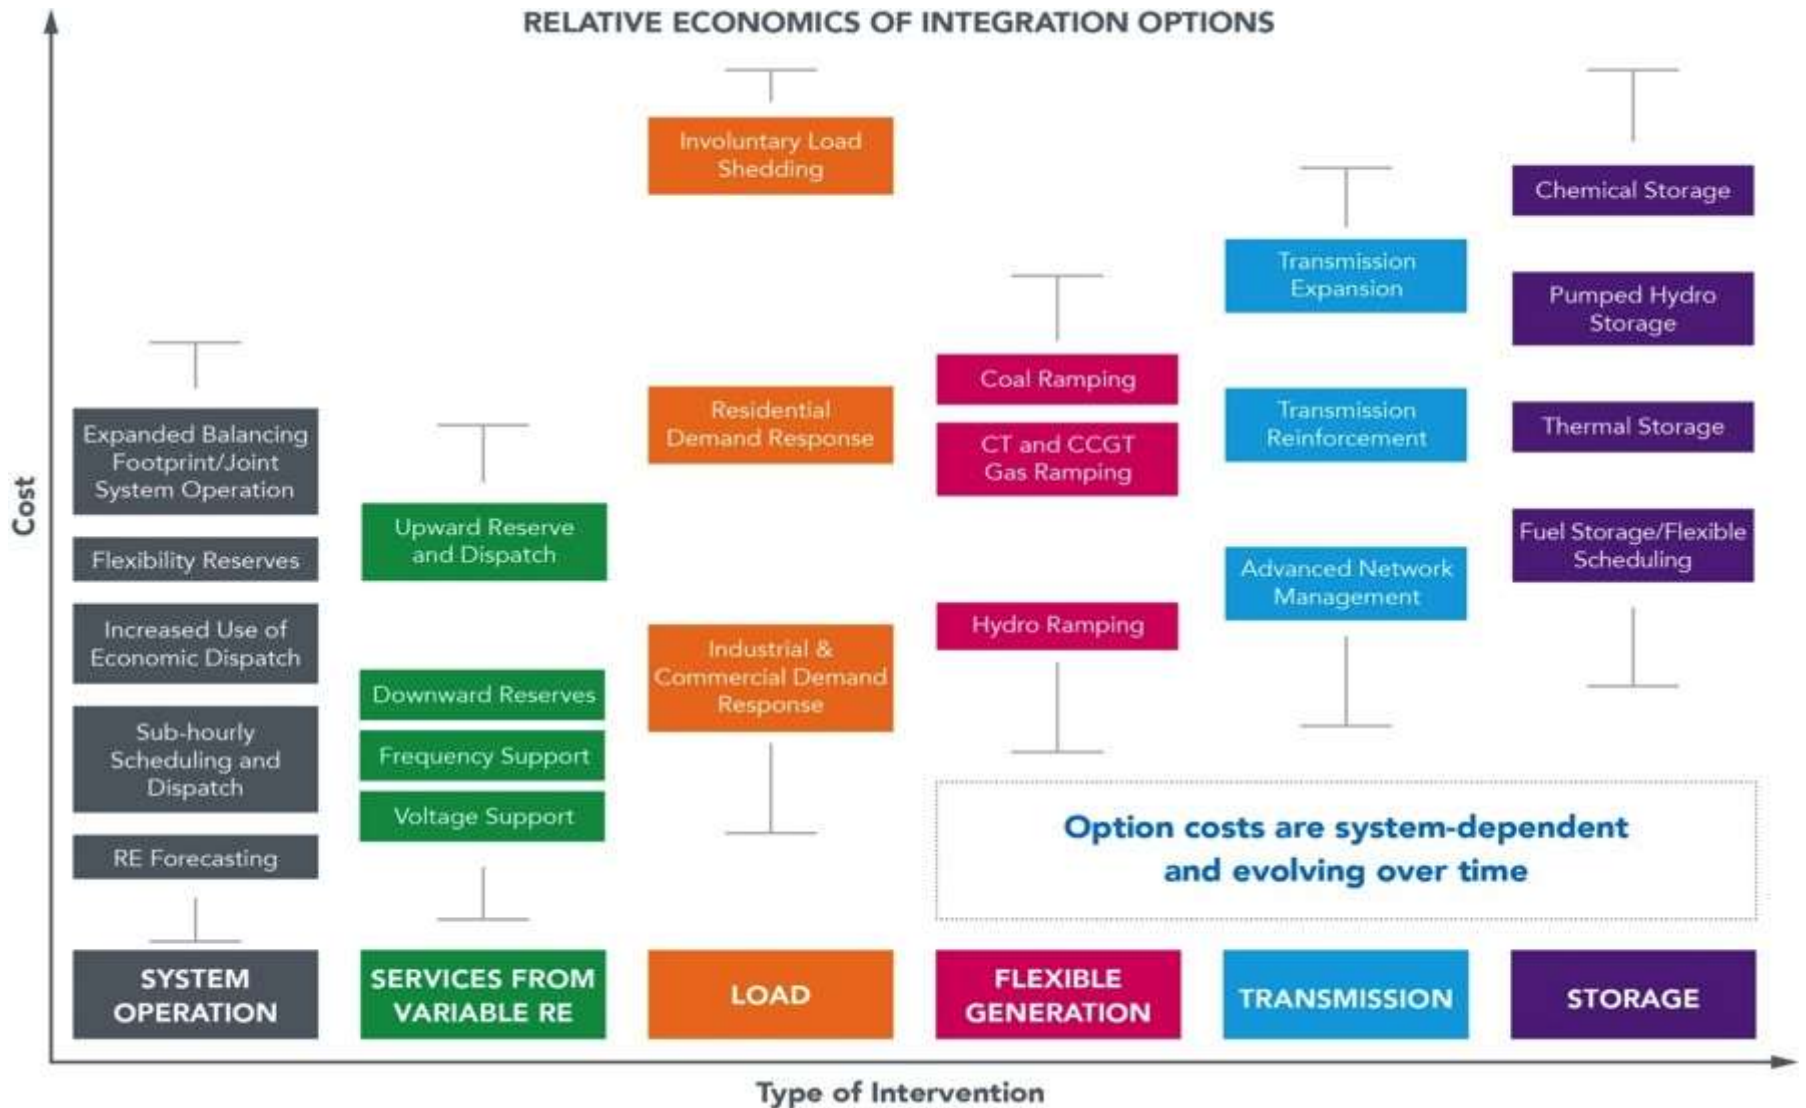 RELATIVE ECONOMICS OF INTEGRATION OPTIONS
Cost
Expanded Balancing
Footprint/Joint
System Operation
Flexibility Reserves
Increased Use of
Economic Dispatch
Sub-hourly
Scheduling and
Dispatch
RE Forecasting
SYSTEM
OPERATION
Upward Reserve
and Dispatch
Downward Reserves
Frequency Support
Voltage Support
SERVICES FROM
VARIABLE RE
Involuntary Load
Shedding
Residential
Demand Response
Industrial &
Commercial Demand
Response
LOAD
Coal Ramping
CT and CCGT
Gas Ramping
Hydro Ramping
FLEXIBLE
GENERATION
Transmission
Expansion
Transmission
Reinforcement
Advanced Network
Management
TRANSMISSION
Chemical Storage
Pumped Hydro
Storage
Thermal Storage
Fuel Storage/Flexible
Scheduling
STORAGE
Option costs are system-dependent
and evolving over time
Type of Intervention